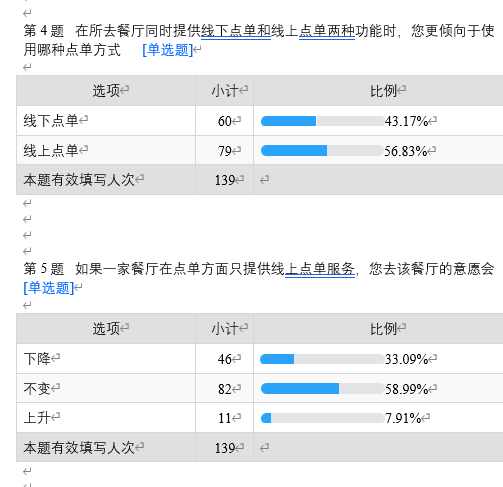 第 4 题   在所去餐厅同时提供线下点单和线上点单两种功能时，您更倾向于使
用哪种点单方式      [单选题]
选项 小计 比例
线下点单 60 43.17%
线上点单 79 56.83%
本题有效填写人次 139
第 5 题   如果一家餐厅在点单方面只提供线上点单服务，您去该餐厅的意愿会
[单选题]
选项 小计 比例
下降 46 33.09%
不变 82 58.99%
上升 11 7.91%
本题有效填写人次 139